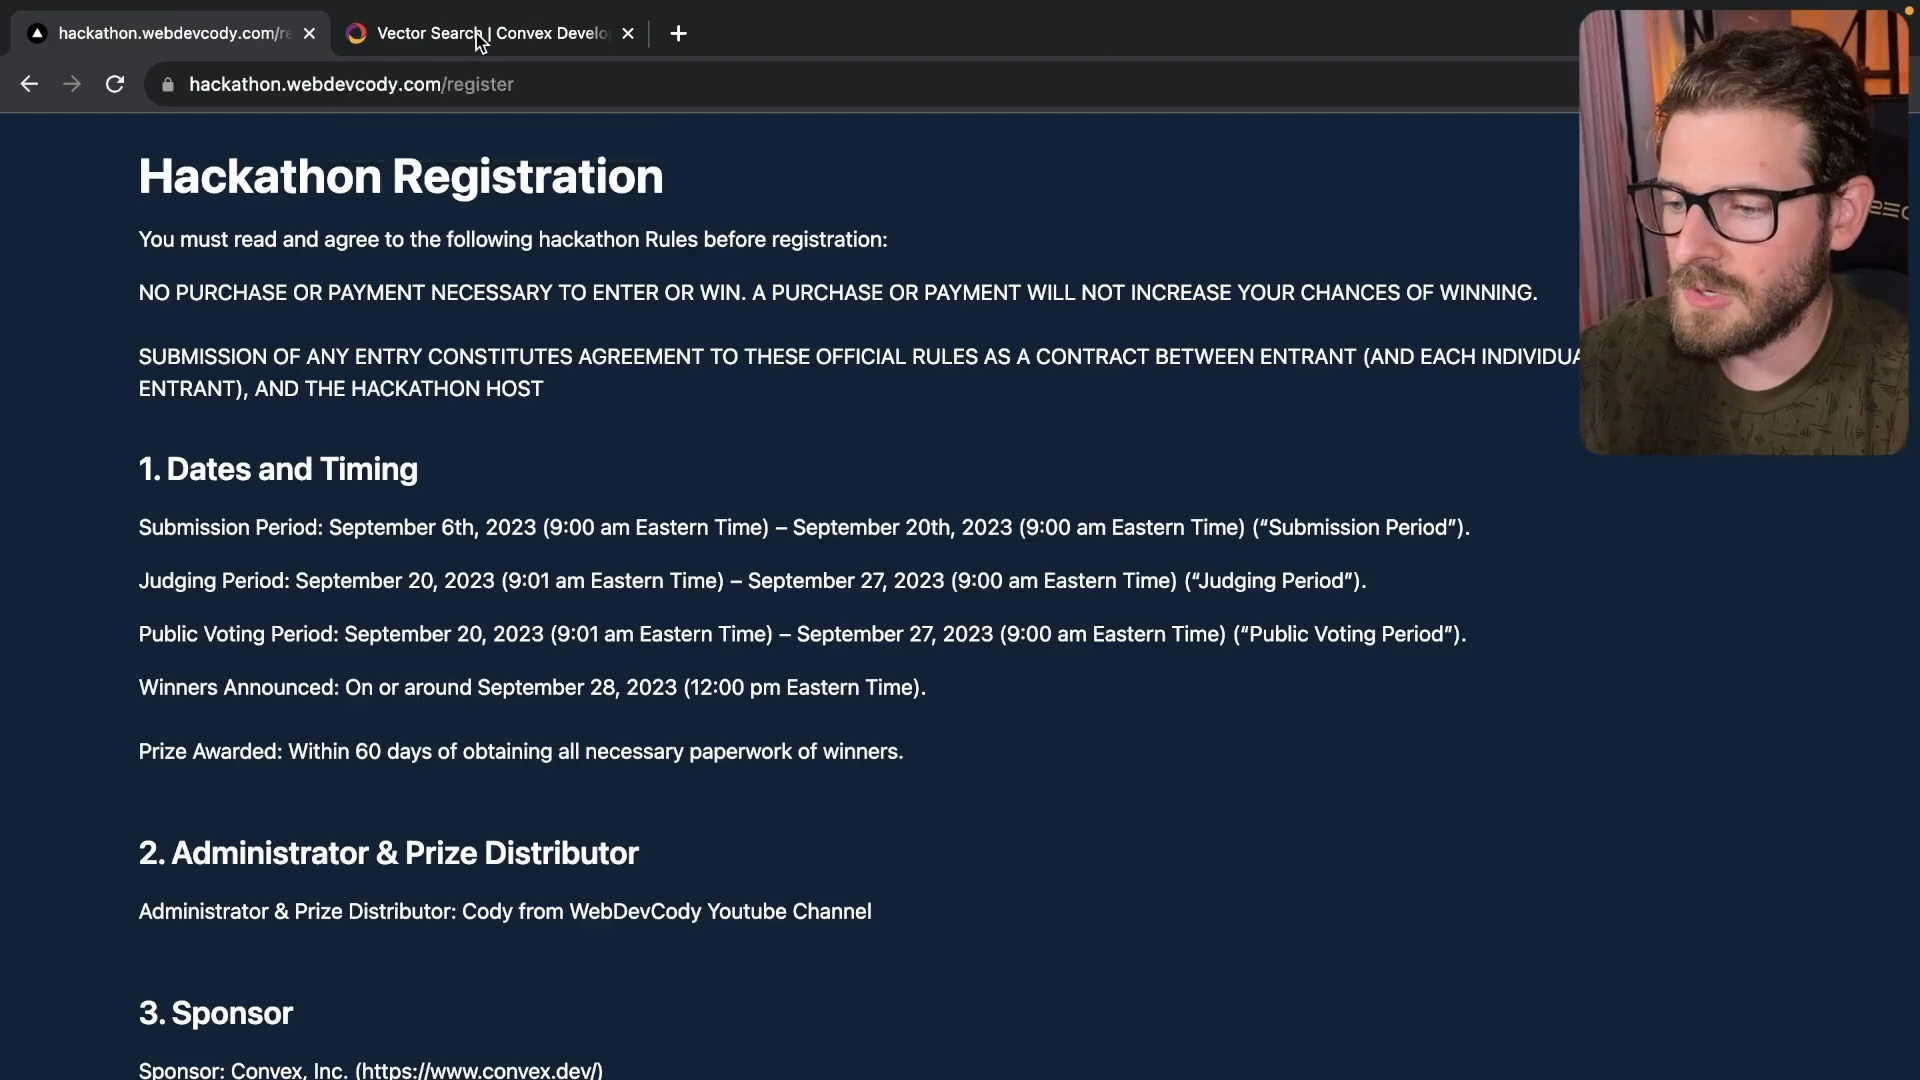 hackathon.webdevcody.com/re
Vector Search | Convex Develo
hackathon.webdevcody.com/register
Hackathon Registration
You must read and agree to the following hackathon Rules before registration:
NO PURCHASE OR PAYMENT NECESSARY TO ENTER OR WIN. A PURCHASE OR PAYMENT WILL NOT INCREASE YOUR CHANCES OF WINNING.
SUBMISSION OF ANY ENTRY CONSTITUTES AGREEMENT TO THESE OFFICIAL RULES AS A CONTRACT BETWEEN ENTRANT (AND EACH INDIVIDUA
ENTRANT), AND THE HACKATHON HOST
1. Dates and Timing
Submission Period: September 6th, 2023 (9:00 am Eastern Time) – September 20th, 2023 (9:00 am Eastern Time) (“Submission Period”).
Judging Period: September 20, 2023 (9:01 am Eastern Time) – September 27, 2023 (9:00 am Eastern Time) (“Judging Period”).
Public Voting Period: September 20, 2023 (9:01 am Eastern Time) – September 27, 2023 (9:00 am Eastern Time) (“Public Voting Period”).
Winners Announced: On or around September 28, 2023 (12:00 pm Eastern Time).
Prize Awarded: Within 60 days of obtaining all necessary paperwork of winners.
2. Administrator & Prize Distributor
Administrator & Prize Distributor: Cody from WebDevCody Youtube Channel
3. Sponsor
Sponsor: Convex, Inc. (https://www.convex.dev/)